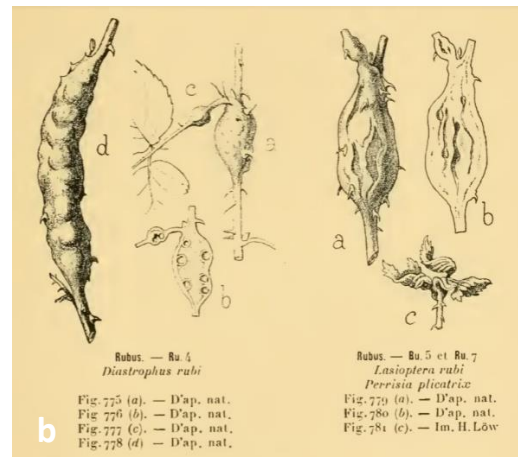 d
c
a
b
a
b
c
Rubus. — Ru. 4
Diastrophus rubi
Fig. 775 (a). — D'ap. nat.
Fig. 776 (b). — D'ap. nat.
Fig. 777 (c). — D'ap. nat.
Fig. 778 (d) — D'ap. nat.
Rubus. — Ru. 5 et Ru. 7
Lasioptera rubi
Perrisia plicatrix
Fig. 779 (a). — D'ap. nat.
Fig. 780 (b). — D'ap. nat.
Fig. 781 (c). — Im. H. Löw
b